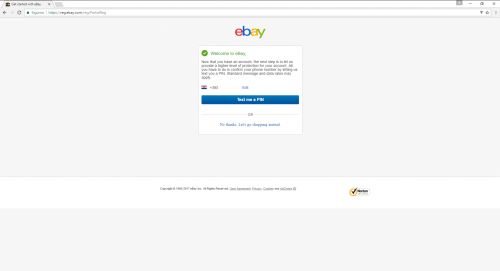 Get started with eBay
Seguro
https://reg.ebay.com/reg/PartialReg
ebay
Welcome to eBay,
Now that you have an account, the next step is to let us
provide a higher level of protection for your account. All
you have to do is confirm your phone number by letting us
text you a PIN. Standard message and data rates may
apply.
Edit
Text me a PIN
OR
No thanks. Let's go shopping instead
Copyright © 1995-2017 eBay Inc. All Rights Reserved. User Agreement, Privacy, Cookies and AdChoice
Norton